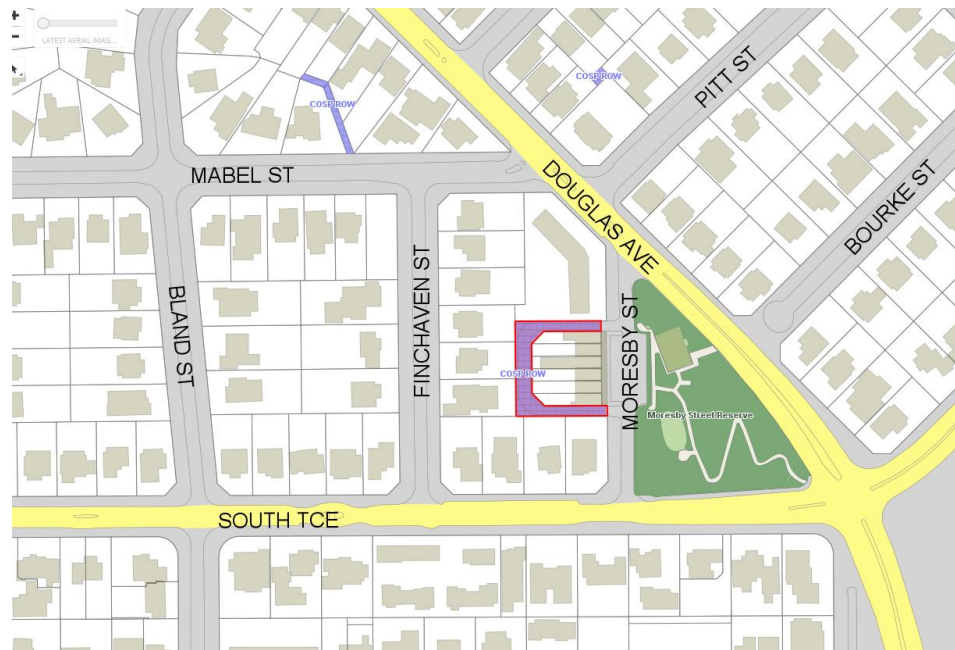 +
−
LATEST AERIAL IMAG...
COSP ROW
COSP ROW
PITT ST
MABEL ST
DOUGLAS AVE
BOURKE ST
FINCHAVEN ST
BLAND ST
MORESBY ST
COSP ROW
Moresby Street Reserve
SOUTH TCE